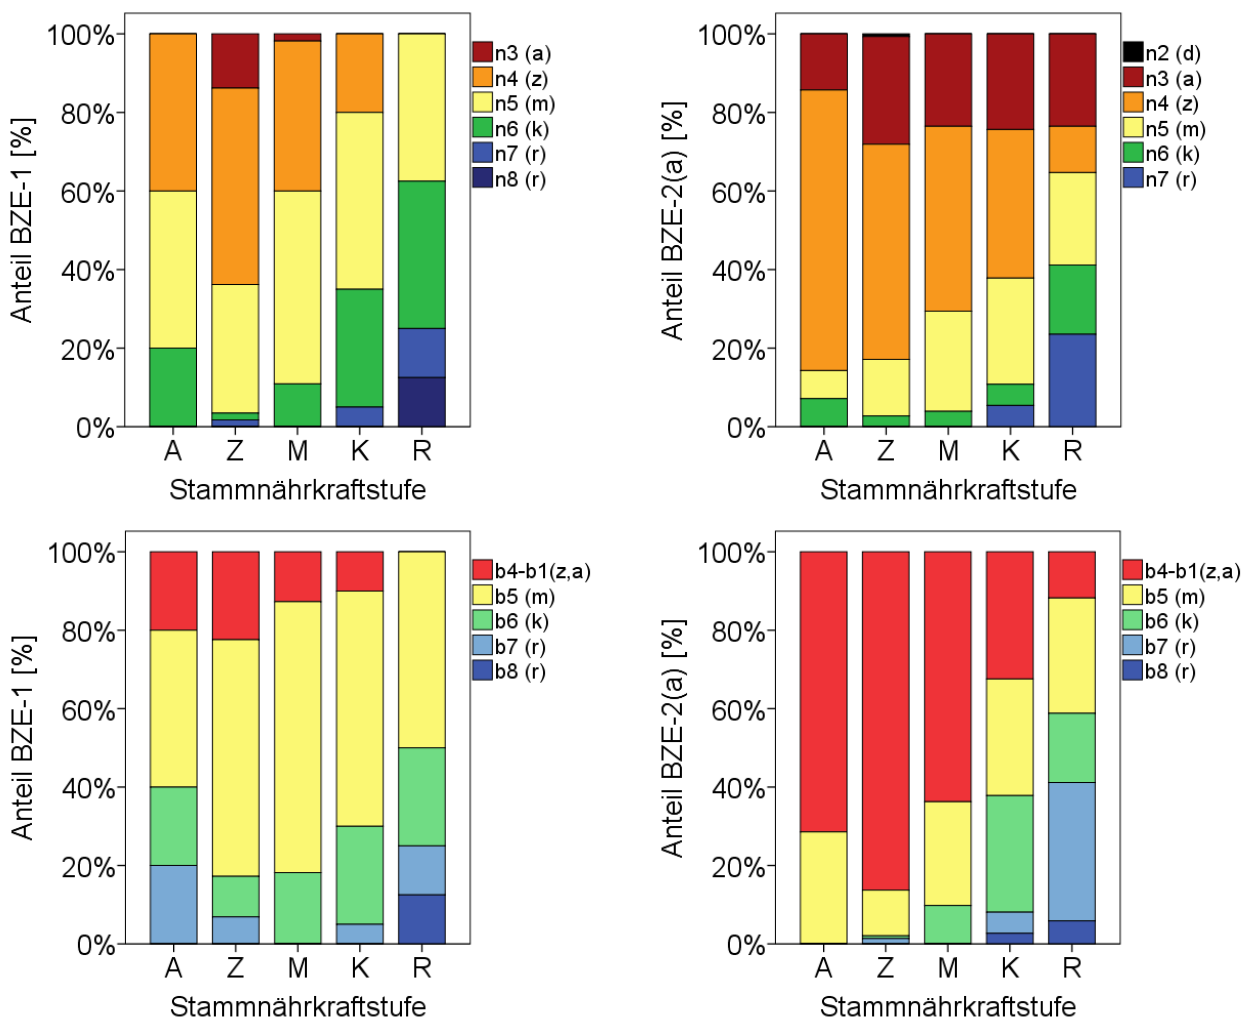 Anteil BZE-1 [%]
100%
80%
60%
40%
20%
0%
A Z M K R
Stammnährkraftstufe
n3 (a)
n4 (z)
n5 (m)
n6 (k)
n7 (r)
n8 (r)
Anteil BZE-2(a) [%]
100%
80%
60%
40%
20%
0%
A Z M K R
Stammnährkraftstufe
n2 (d)
n3 (a)
n4 (z)
n5 (m)
n6 (k)
n7 (r)
Anteil BZE-1 [%]
100%
80%
60%
40%
20%
0%
A Z M K R
Stammnährkraftstufe
b4-b1(z,a)
b5 (m)
b6 (k)
b7 (r)
b8 (r)
Anteil BZE-2(a) [%]
100%
80%
60%
40%
20%
0%
A Z M K R
Stammnährkraftstufe
b4-b1(z,a)
b5 (m)
b6 (k)
b7 (r)
b8 (r)